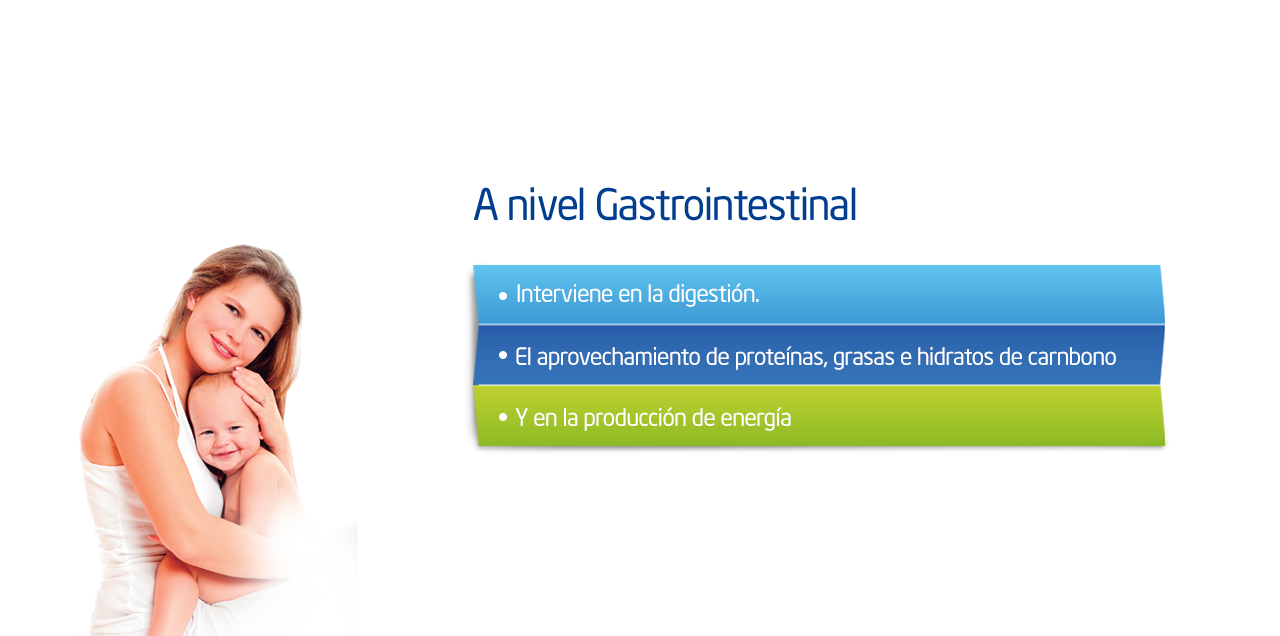 A nivel Gastrointestinal
• Interviene en la digestión.
• El aprovechamiento de proteínas, grasas e hidratos de carnbono
• Y en la producción de energía